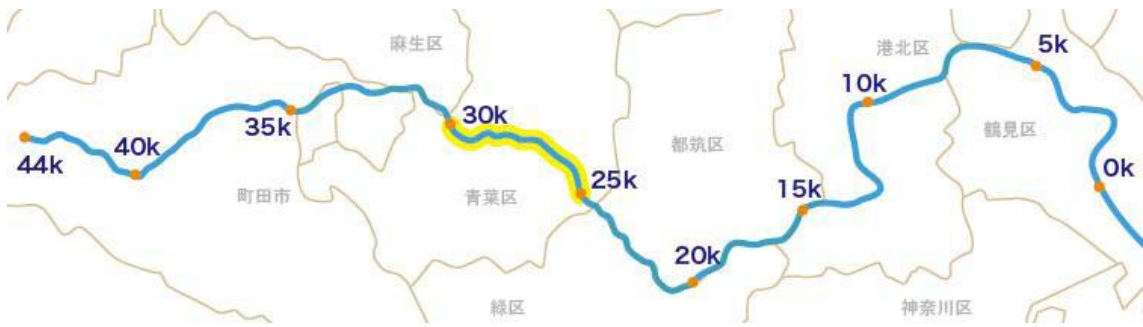 麻生区
港北区
5k
10k
30k
35k
鶴見区
都筑区
40k
44k
0k
25k
15k
町田市
青葉区
20k
緑区
神奈川区